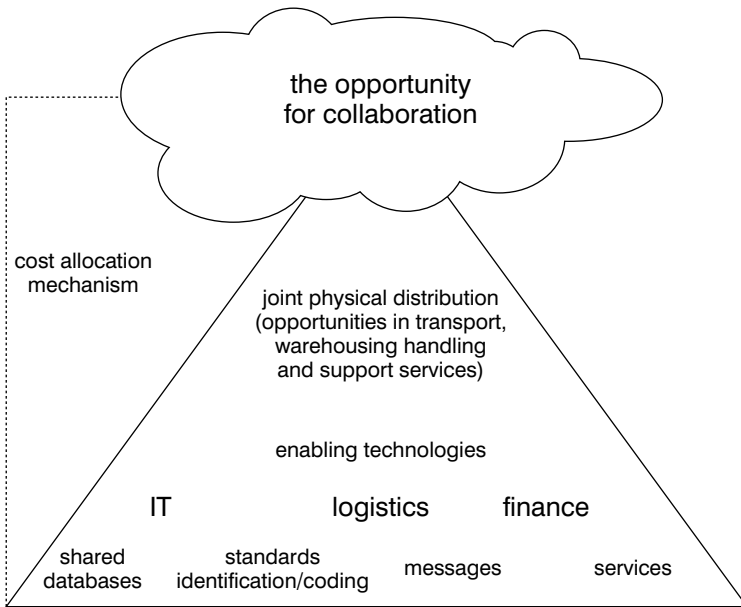 the opportunity
for collaboration
cost allocation
mechanism
joint physical distribution
(opportunities in transport,
warehousing handling
and support services)
enabling technologies
IT logistics finance
shared
databases
standards
identification/coding
messages
services